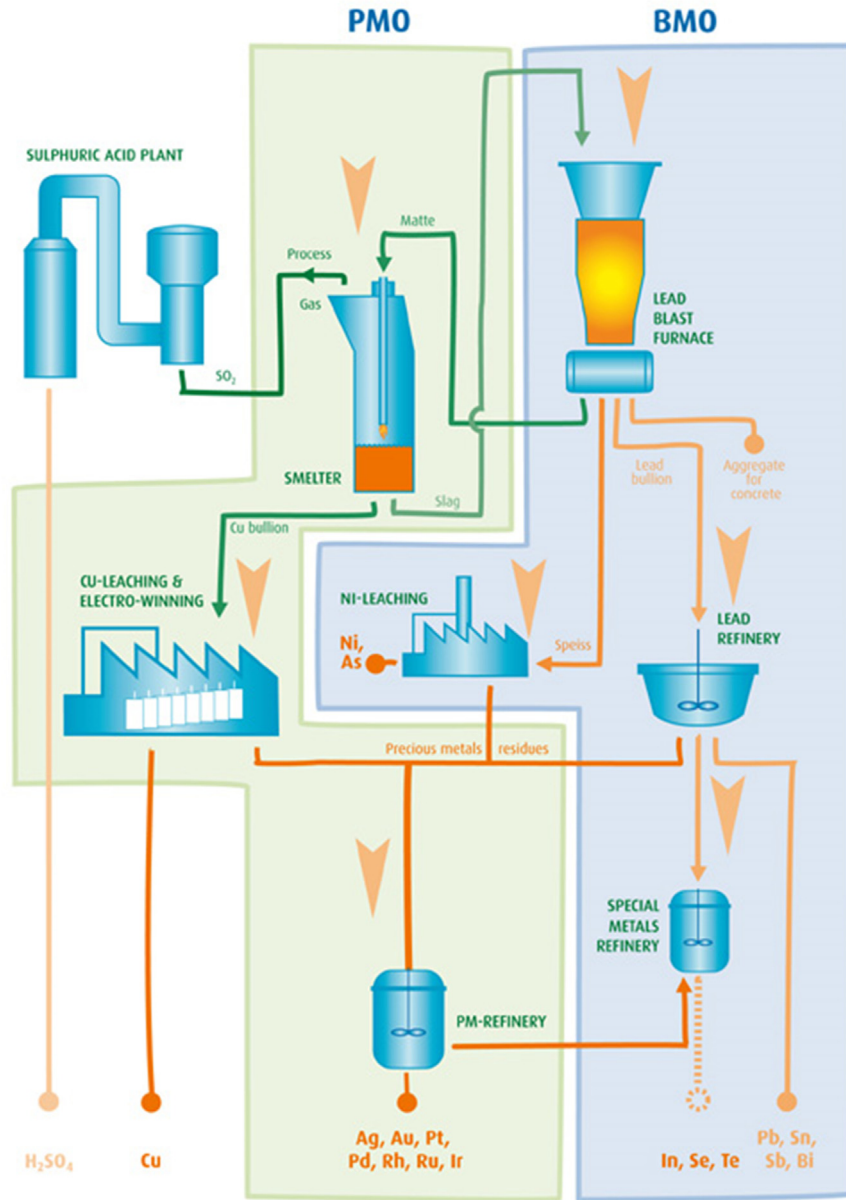 PMO
BMO
SULPHURIC ACID PLANT
Matte
Process
Gas
LEAD
BLAST
FURNACE
SO₂
SMELTER
Slag
Lead
bullion
Aggregate
for
concrete
Cu bullion
CU-LEACHING &
ELECTRO-WINNING
NI-LEACHING
LEAD
REFINERY
Ni,
As
Speiss
Precious metals residues
SPECIAL
METALS
REFINERY
PM-REFINERY
H₂SO₄
Cu
Ag, Au, Pt,
Pd, Rh, Ru, Ir
In, Se, Te
Pb, Sn,
Sb, Bi